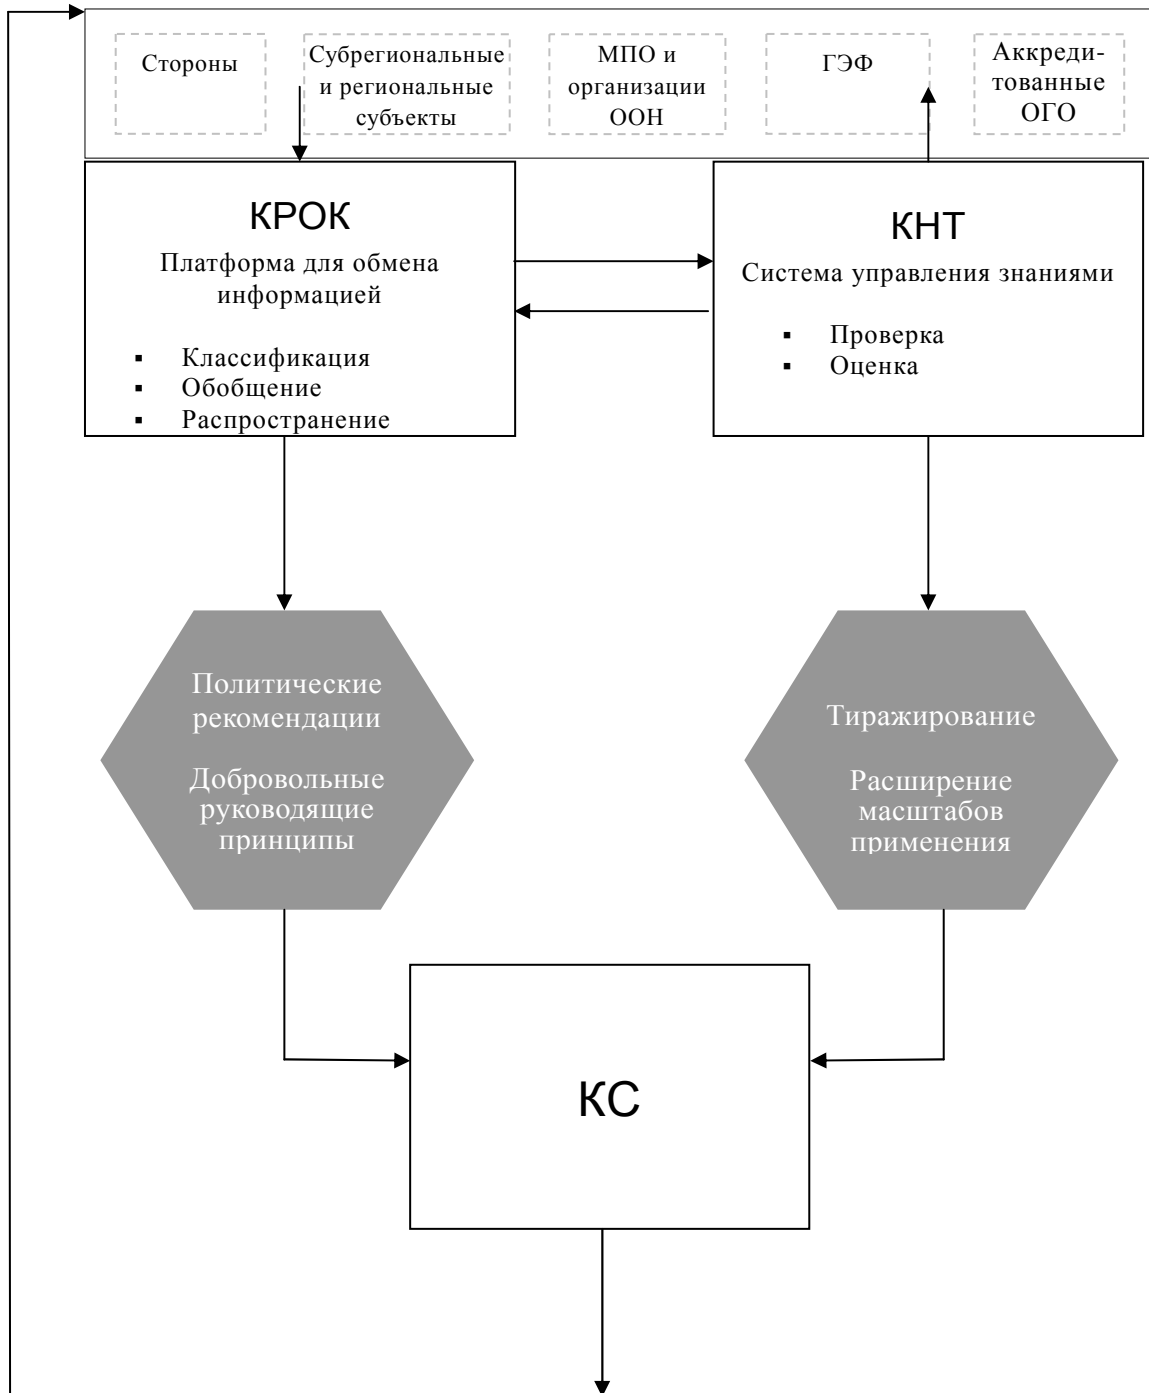 Стороны
Субрегиональные
и региональные
субъекты
МПО и
организации
ООН
ГЭФ
Аккреди-
тованные
ОГО
КРОК
Платформа для обмена
информацией
▪ Классификация
▪ Обобщение
▪ Распространение
КНТ
Система управления знаниями
▪ Проверка
▪ Оценка
Политические
рекомендации
Добровольные
руководящие
принципы
Тиражирование
Расширение
масштабов
применения
КС